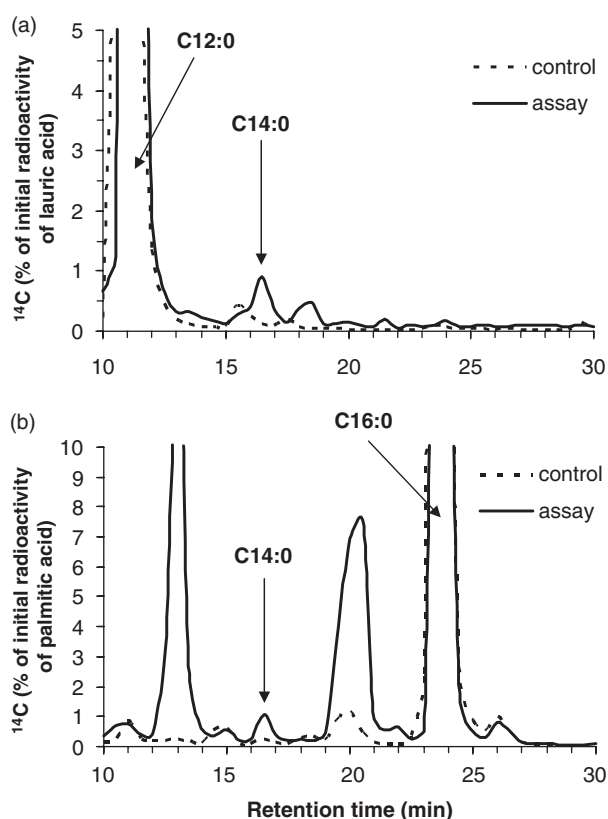 (a)
5
4
3
2
1
0
¹⁴C (% of initial radioactivity
of lauric acid)
C12:0
C14:0
control
assay
10 15 20 25 30
(b)
10
9
8
7
6
5
4
3
2
1
0
¹⁴C (% of initial radioactivity
of palmitic acid)
C16:0
C14:0
control
assay
10 15 20 25 30
Retention time (min)